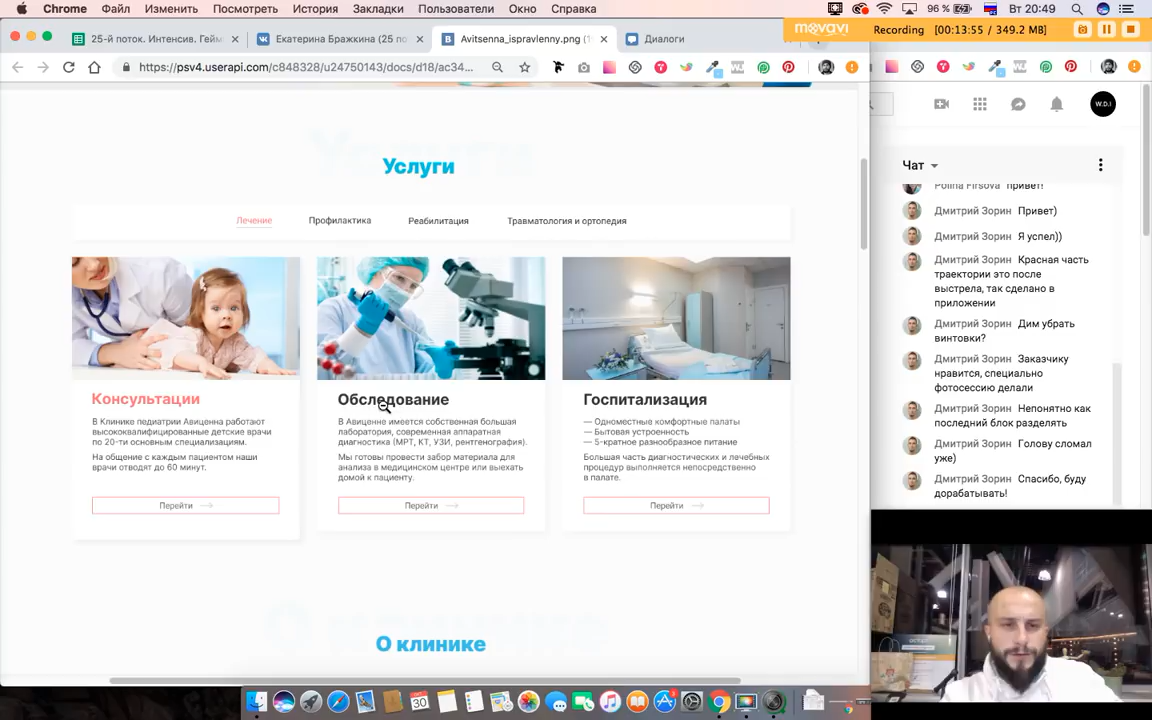 Chrome Файл Изменить Посмотреть История Закладки Пользователи Окно Справка 96 % Вт 20:49
movavi Recording [00:13:55 / 349.2 MB]
25-й поток. Интенсив. Гейм
Екатерина Бражкина (25 по
Avitsenna_ispravlenny.png (1
Диалоги
https://psv4.userapi.com/c848328/u24750143/docs/d18/ac34...
W.D.I
Чат
Услуги
Лечение Профилактика Реабилитация Травматология и ортопедия
Консультации
В Клинике педиатрии Авиценна работают
высококвалифицированные детские врачи
по 20-ти основным специализациям.
На общение с каждым пациентом наши
врачи отводят до 60 минут.
Перейти
Обследование
В Авиценне имеется собственная большая
лаборатория, современная аппаратная
диагностика (МРТ, КТ, УЗИ, рентгенография).
Мы готовы провести забор материала для
анализа в медицинском центре или выехать
домой к пациенту.
Перейти
Госпитализация
— Одноместные комфортные палаты
— Бытовая устроенность
— 5-кратное разнообразное питание
Большая часть диагностических и лечебных
процедур выполняется непосредственно
в палате.
Перейти
О клинике
Polina Firsova привет!
Дмитрий Зорин Привет)
Дмитрий Зорин Я успел))
Дмитрий Зорин Красная часть
траектории это после
выстрела, так сделано в
приложении
Дмитрий Зорин Дим убрать
винтовки?
Дмитрий Зорин Заказчику
нравится, специально
фотосессию делали
Дмитрий Зорин Непонятно как
последний блок разделять
Дмитрий Зорин Голову сломал
уже)
Дмитрий Зорин Спасибо, буду
дорабатывать!
30